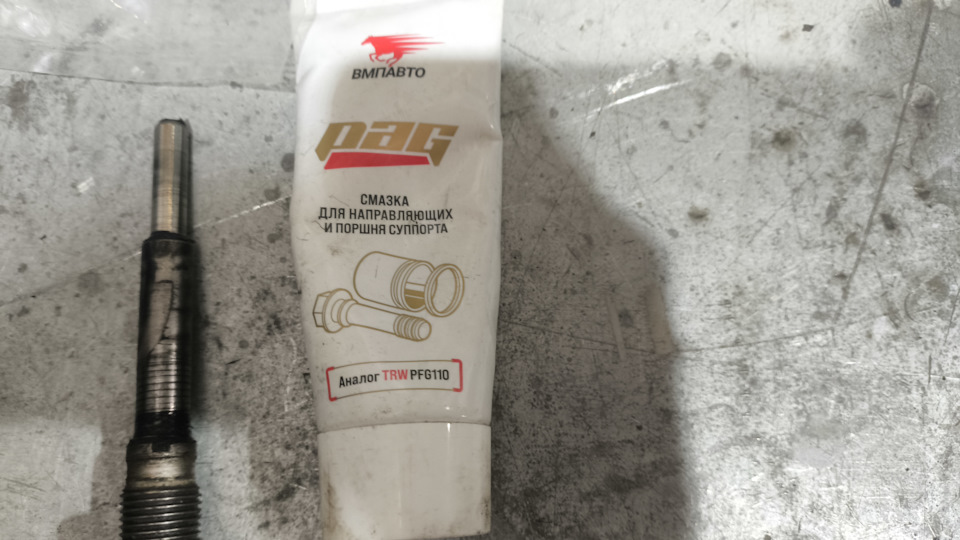 ВМПАВТО
PAG
СМАЗКА
ДЛЯ НАПРАВЛЯЮЩИХ
И ПОРШНЯ СУППОРТА
Аналог TRW PFG110